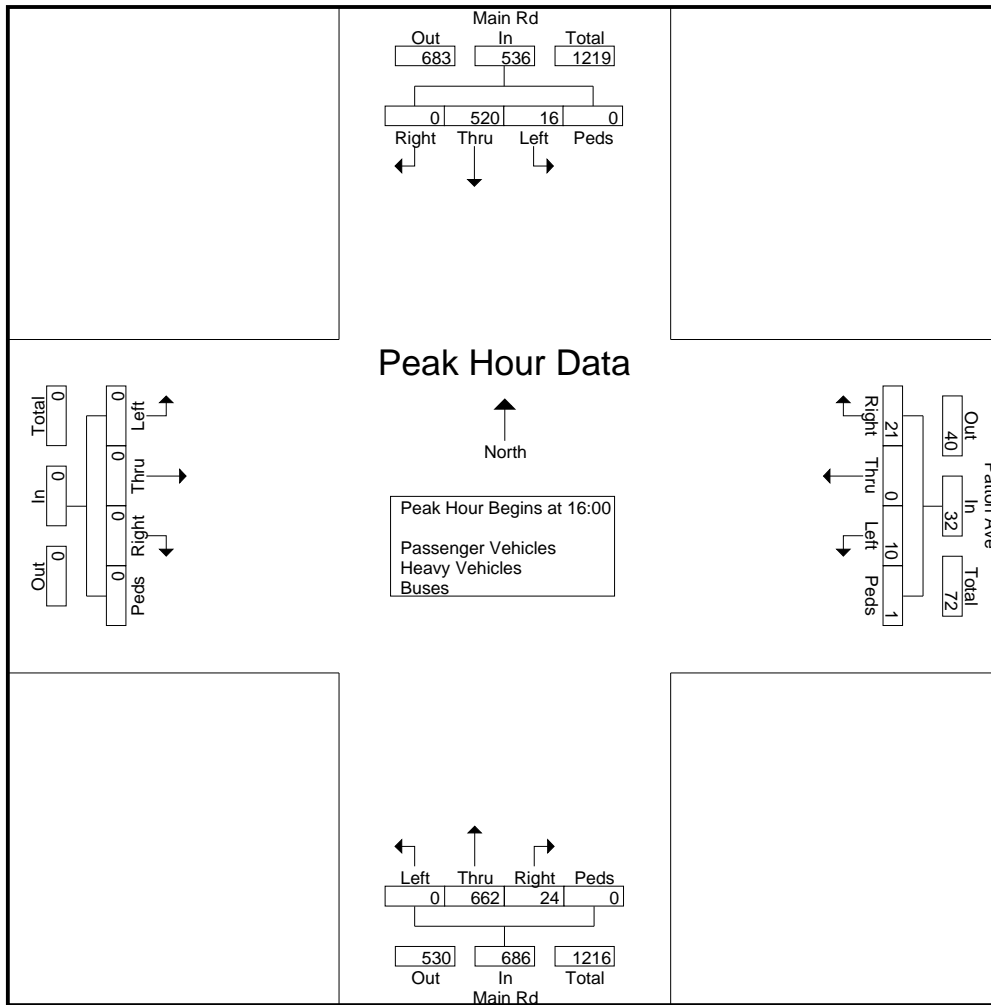 Main Rd
Out In Total
683 536 1219
0 520 16 0
Right Thru Left Peds
Peak Hour Data
North
Peak Hour Begins at 16:00
Passenger Vehicles
Heavy Vehicles
Buses
Total In Out
0 0 0
0 0 0 0
Left Thru Right Peds
Right Thru Left Peds
21 0 10 1
40 32 72
Out In Total
Ave
Left Thru Right Peds
0 662 24 0
530 686 1216
Out In Total
Main Rd